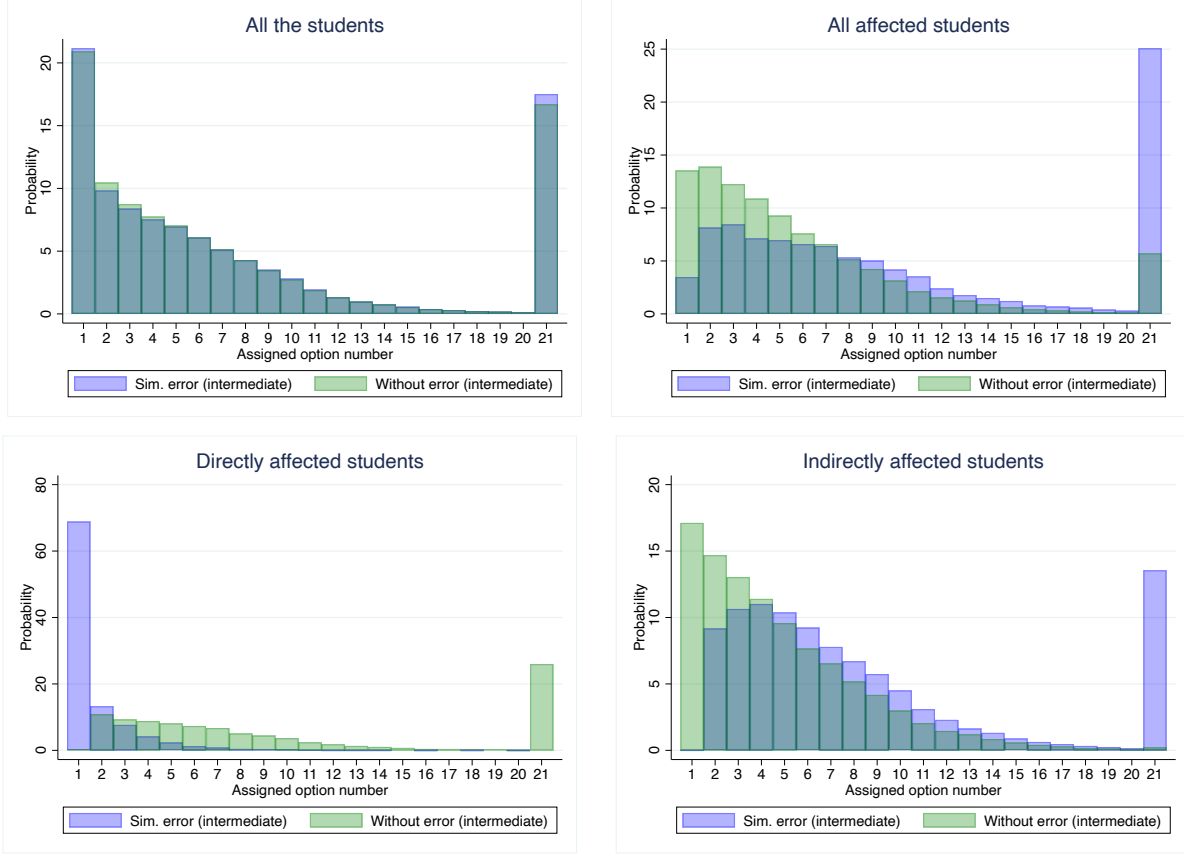 All the students
Probability
20
15
10
5
0
1 2 3 4 5 6 7 8 9 10 11 12 13 14 15 16 17 18 19 20 21
Assigned option number
Sim. error (intermediate) Without error (intermediate)
All affected students
Probability
25
20
15
10
5
0
1 2 3 4 5 6 7 8 9 10 11 12 13 14 15 16 17 18 19 20 21
Assigned option number
Sim. error (intermediate) Without error (intermediate)
Directly affected students
Probability
80
60
40
20
0
1 2 3 4 5 6 7 8 9 10 11 12 13 14 15 16 17 18 19 20 21
Assigned option number
Sim. error (intermediate) Without error (intermediate)
Indirectly affected students
Probability
20
15
10
5
0
1 2 3 4 5 6 7 8 9 10 11 12 13 14 15 16 17 18 19 20 21
Assigned option number
Sim. error (intermediate) Without error (intermediate)